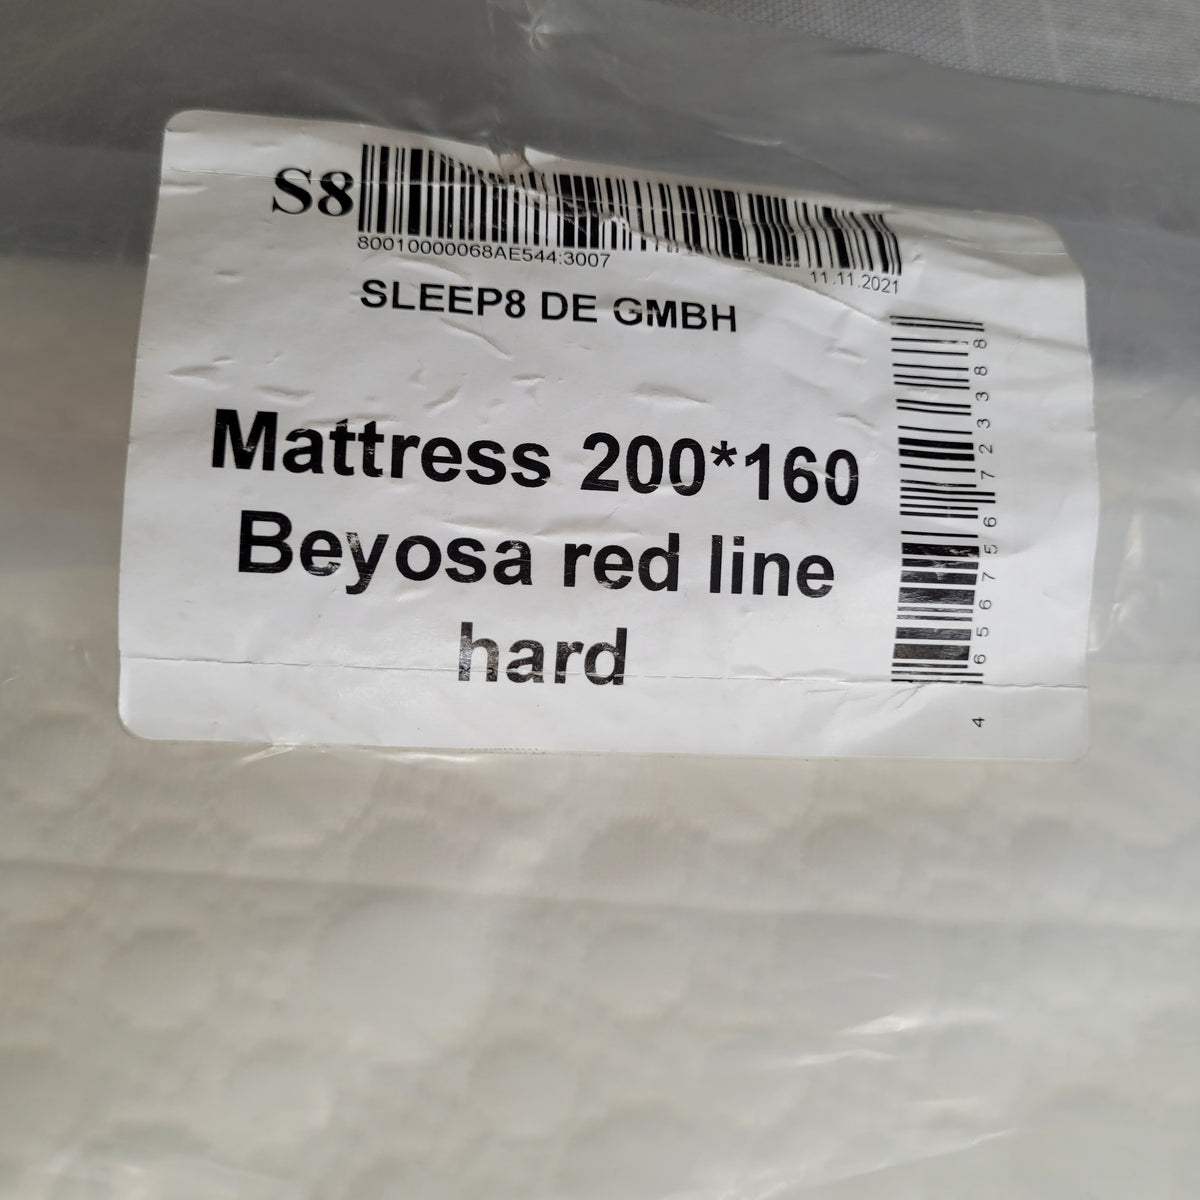 S8
80010000068AE544:3007
11.11.2021
SLEEP8 DE GMBH
Mattress 200*160
Beyosa red line
hard
4 656756 723388